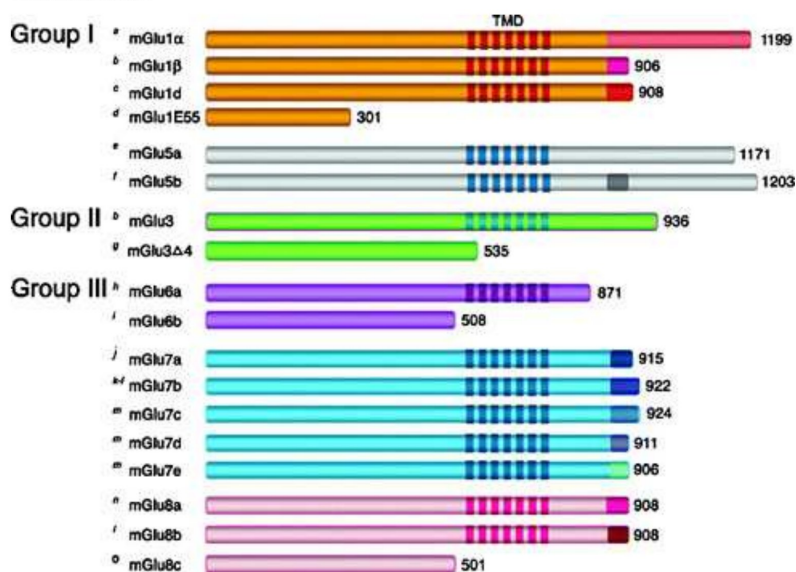 TMD
Group I a mGlu1α 1199
b mGlu1β 906
c mGlu1d 908
d mGlu1E55 301
e mGlu5a 1171
f mGlu5b 1203
Group II b mGlu3 936
g mGlu3Δ4 535
Group III h mGlu6a 871
i mGlu6b 508
j mGlu7a 915
k-l mGlu7b 922
m mGlu7c 924
m mGlu7d 911
m mGlu7e 906
n mGlu8a 908
l mGlu8b 908
o mGlu8c 501